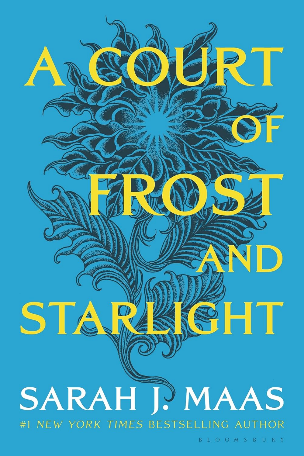 A COURT
OF
FROST
AND
STARLIGHT
SARAH J. MAAS
#1 NEW YORK TIMES BESTSELLING AUTHOR
BLOOMSBURY